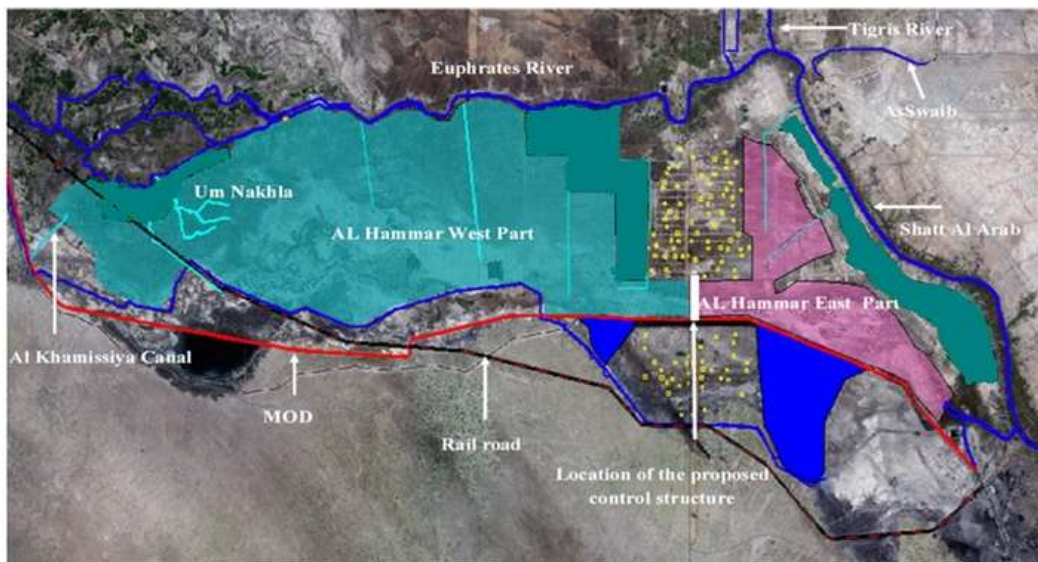 Tigris River
Euphrates River
AsSwaib
Um Nakhla
AL Hammar West Part
Shatt Al Arab
AL Hammar East Part
Al Khamissiya Canal
MOD
Rail road
Location of the proposed
control structure